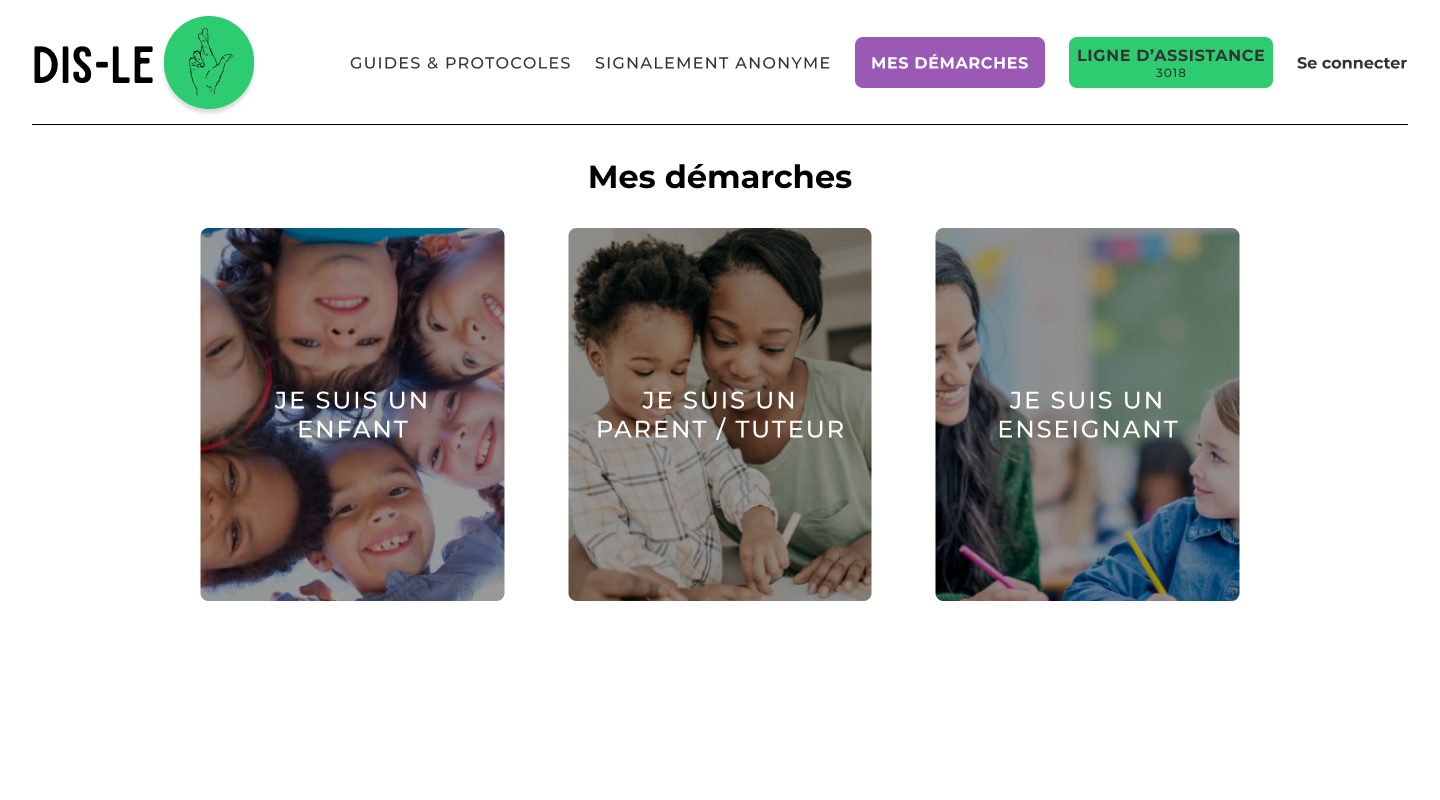 DIS-LE
GUIDES & PROTOCOLES
SIGNALEMENT ANONYME
MES DÉMARCHES
LIGNE D’ASSISTANCE
3018
Se connecter
Mes démarches
JE SUIS UN
ENFANT
JE SUIS UN
PARENT / TUTEUR
JE SUIS UN
ENSEIGNANT